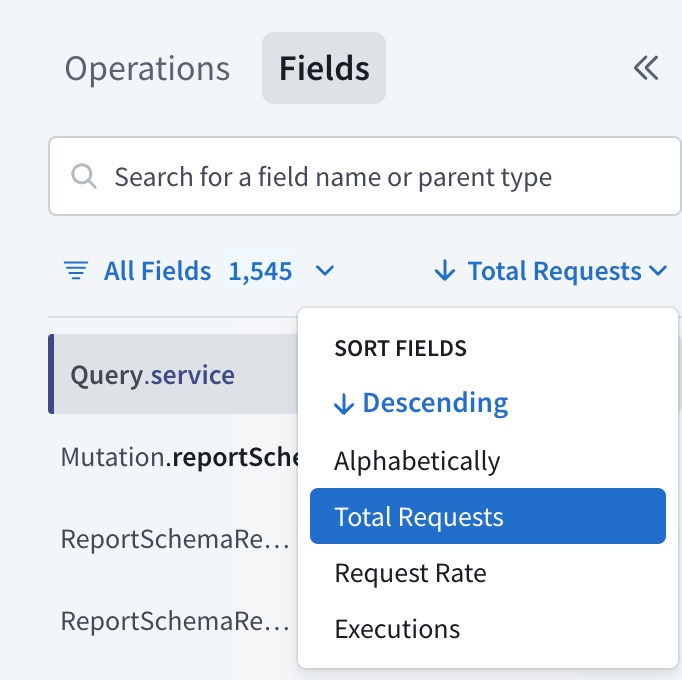 Operations Fields
Search for a field name or parent type
All Fields 1,545 Total Requests
SORT FIELDS
Descending
Query.service
Alphabetically
Mutation.reportSche
Total Requests
ReportSchemaRe…
Request Rate
ReportSchemaRe…
Executions